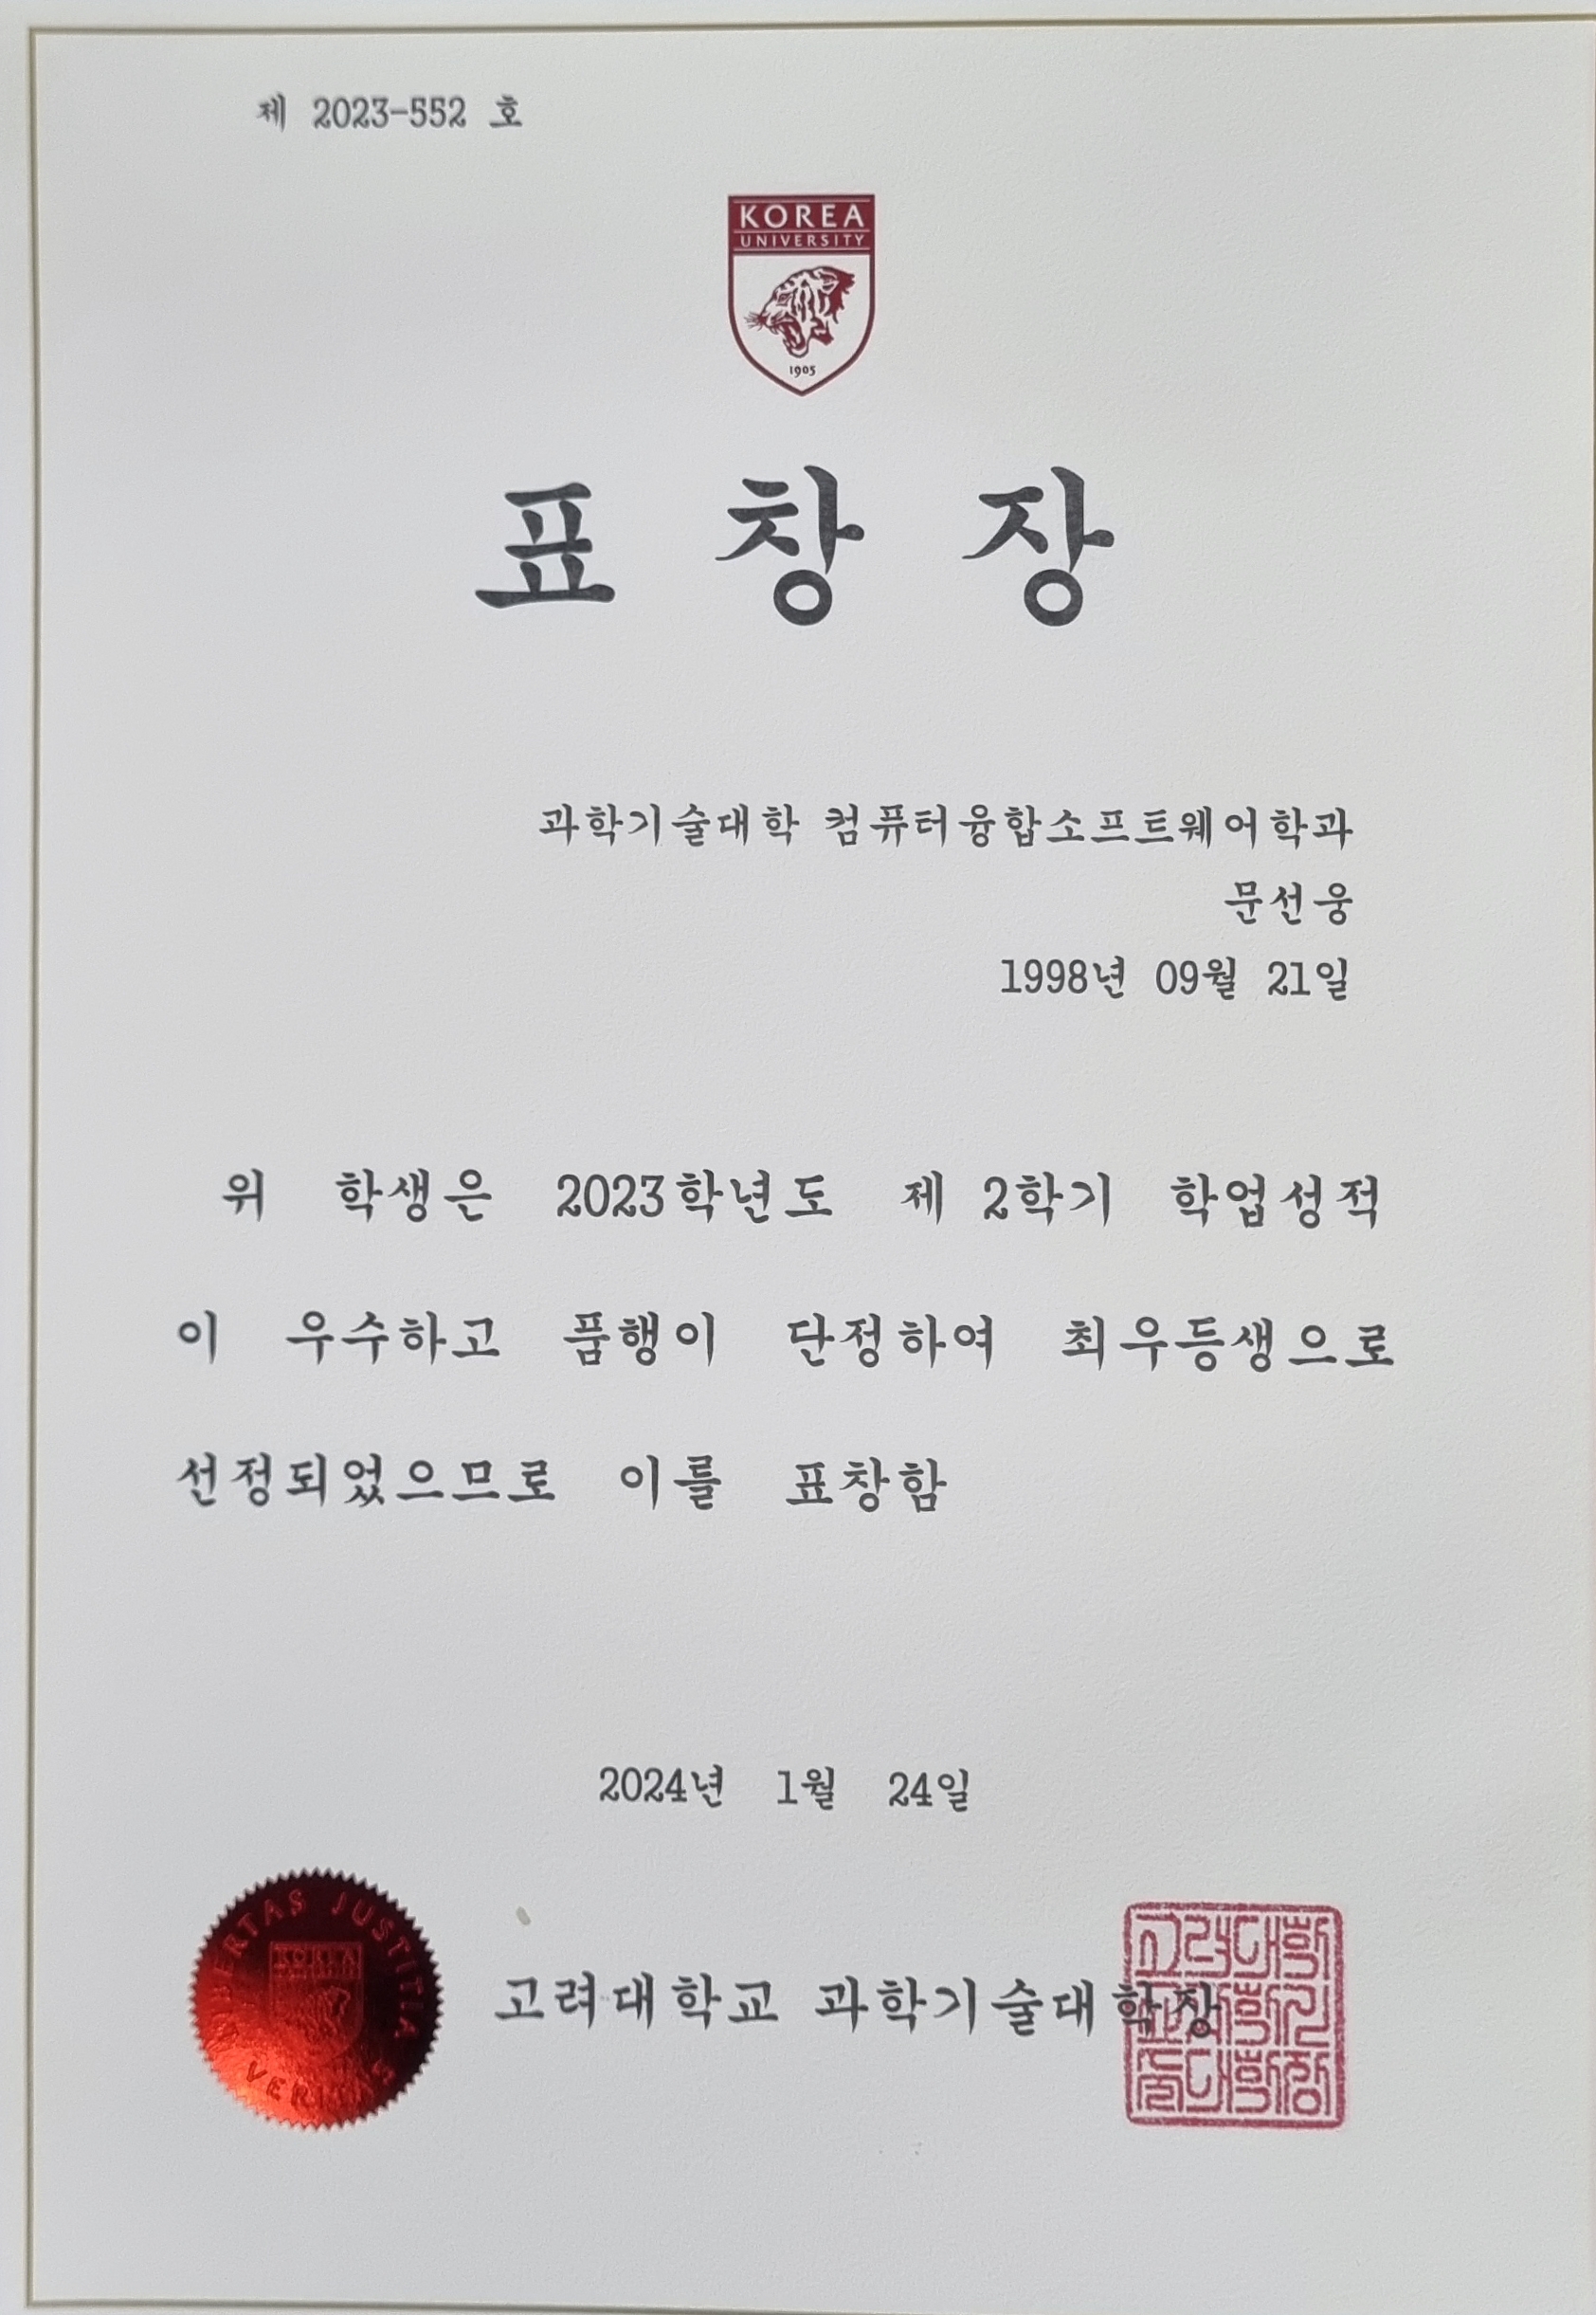 제 2023-552 호
KOREA
UNIVERSITY
1905
표 창 장
과학기술대학 컴퓨터융합소프트웨어학과
문선웅
1998년 09월 21일
위 학생은 2023학년도 제 2학기 학업성적
이 우수하고 품행이 단정하여 최우등생으로
선정되었으므로 이를 표창함
2024년 1월 24일
LIBERTAS JUSTITIA
KOREA
VERITAS
고려대학교 과학기술대학장
고려대학
교과학기
술대학장